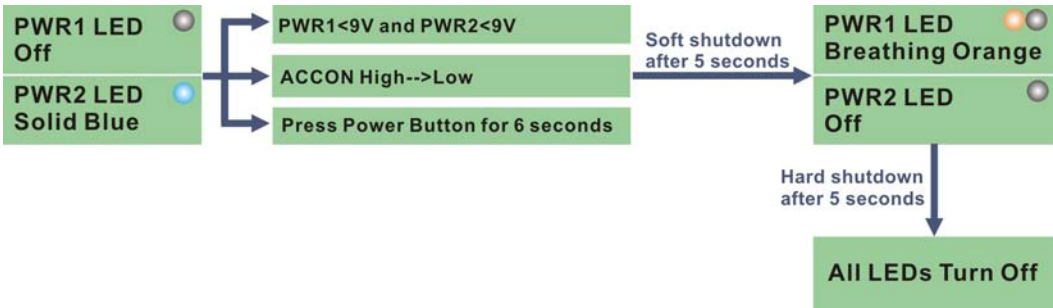 PWR1 LED
Off
PWR2 LED
Solid Blue
PWR1<9V and PWR2<9V
ACCON High-->Low
Press Power Button for 6 seconds
Soft shutdown
after 5 seconds
PWR1 LED
Breathing Orange
PWR2 LED
Off
Hard shutdown
after 5 seconds
All LEDs Turn Off